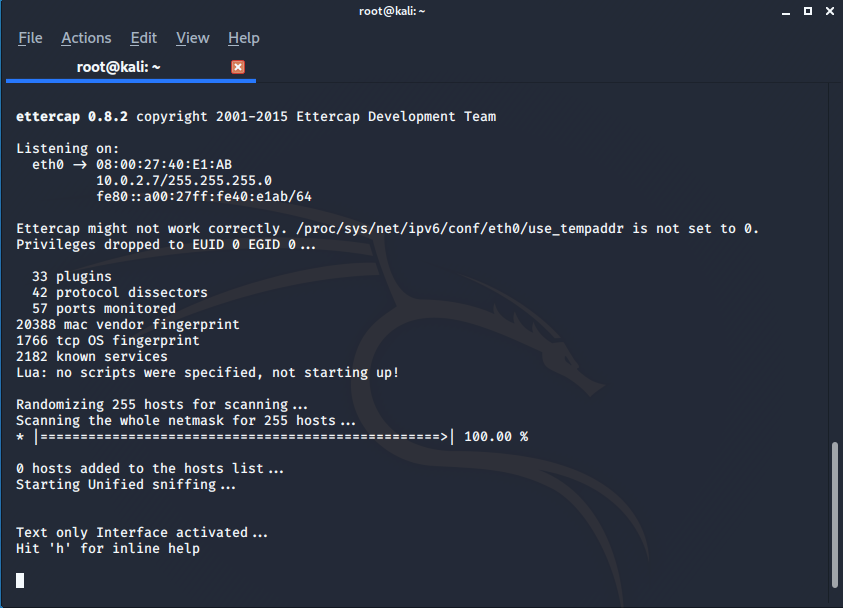 root@kali: ~
File Actions Edit View Help
root@kali: ~
ettercap 0.8.2 copyright 2001-2015 Ettercap Development Team
Listening on:
eth0 -> 08:00:27:40:E1:AB
10.0.2.7/255.255.255.0
fe80::a00:27ff:fe40:e1ab/64
Ettercap might not work correctly. /proc/sys/net/ipv6/conf/eth0/use_tempaddr is not set to 0.
Privileges dropped to EUID 0 EGID 0...
33 plugins
42 protocol dissectors
57 ports monitored
20388 mac vendor fingerprint
1766 tcp OS fingerprint
2182 known services
Lua: no scripts were specified, not starting up!
Randomizing 255 hosts for scanning...
Scanning the whole netmask for 255 hosts...
* |==================================================>| 100.00 %
0 hosts added to the hosts list...
Starting Unified sniffing...
Text only Interface activated...
Hit 'h' for inline help